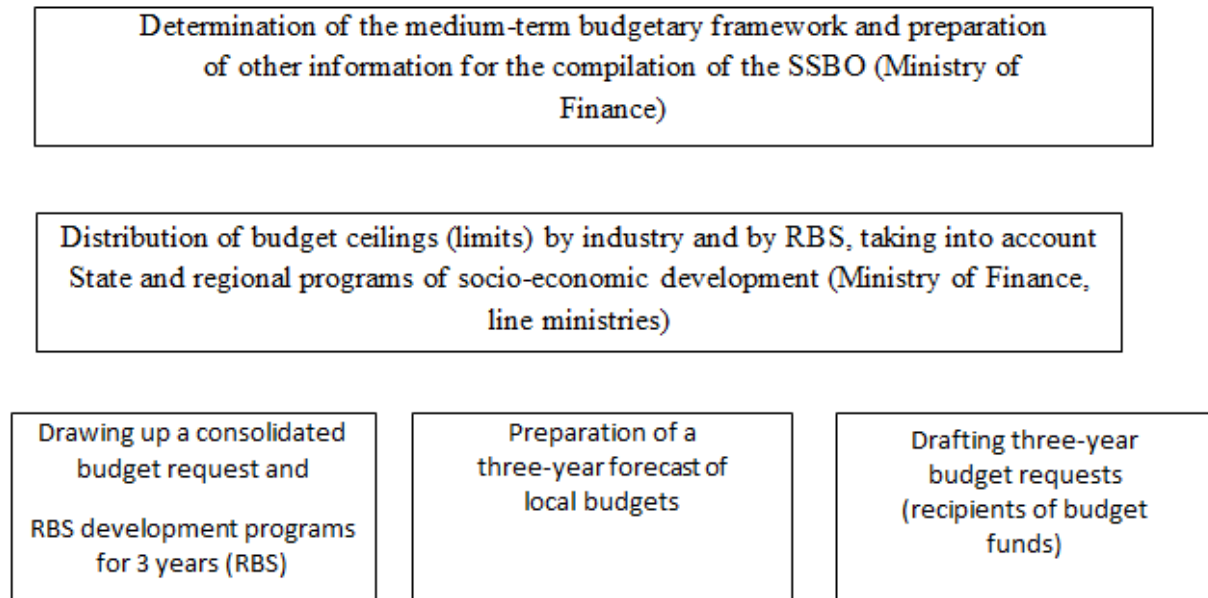 Determination of the medium-term budgetary framework and preparation
of other information for the compilation of the SSBO (Ministry of
Finance)
Distribution of budget ceilings (limits) by industry and by RBS, taking into account
State and regional programs of socio-economic development (Ministry of Finance,
line ministries)
Drawing up a consolidated
budget request and
RBS development programs
for 3 years (RBS)
Preparation of a
three-year forecast of
local budgets
Drafting three-year
budget requests
(recipients of budget
funds)